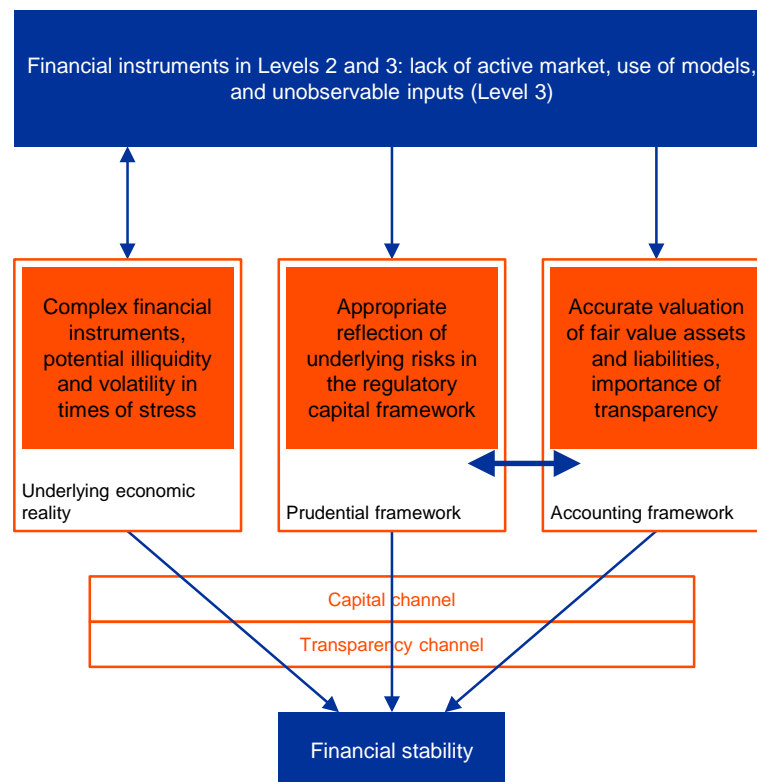 Financial instruments in Levels 2 and 3: lack of active market, use of models,
and unobservable inputs (Level 3)
Complex financial
instruments,
potential illiquidity
and volatility in
times of stress
Underlying economic
reality
Appropriate
reflection of
underlying risks in
the regulatory
capital framework
Prudential framework
Accurate valuation
of fair value assets
and liabilities,
importance of
transparency
Accounting framework
Capital channel
Transparency channel
Financial stability